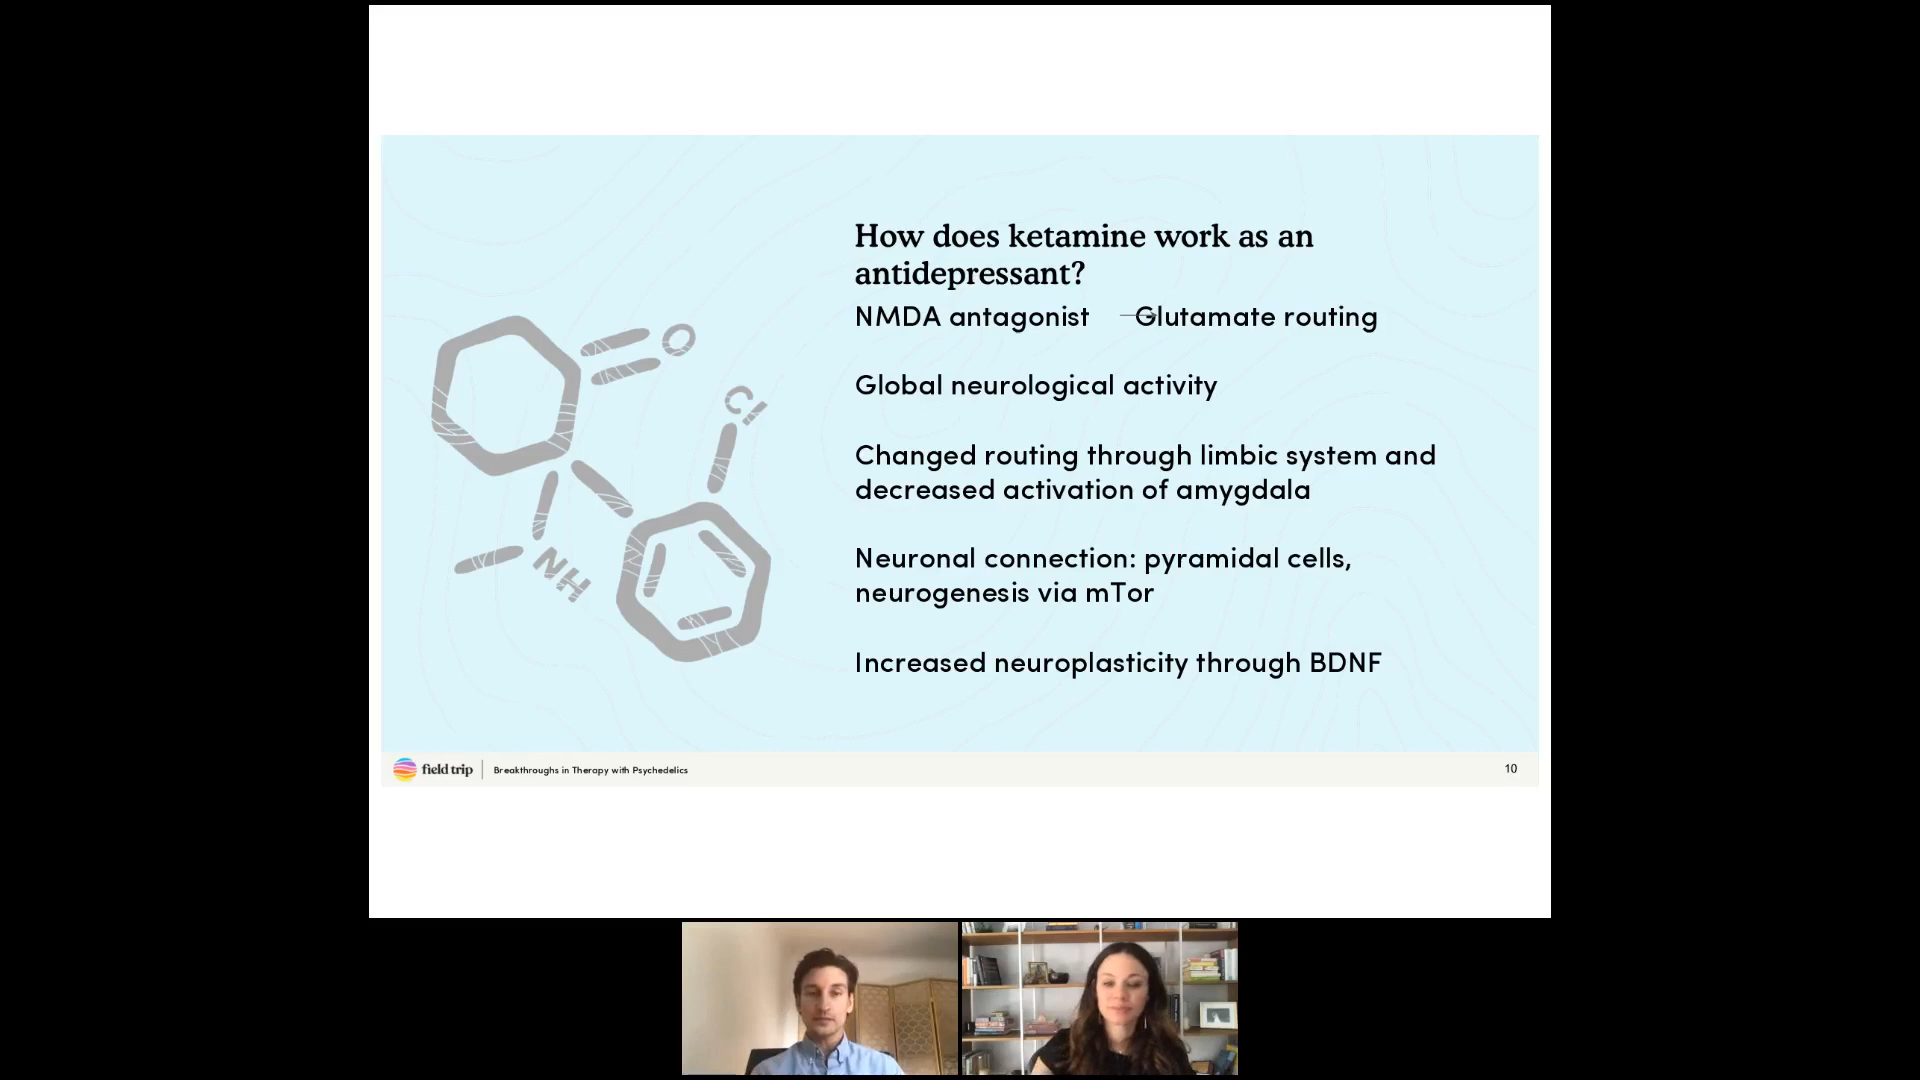 How does ketamine work as an
antidepressant?
NMDA antagonist → Glutamate routing
Global neurological activity
Changed routing through limbic system and
decreased activation of amygdala
Neuronal connection: pyramidal cells,
neurogenesis via mTor
Increased neuroplasticity through BDNF
O
Cl
NH
field trip | Breakthroughs in Therapy with Psychedelics
10